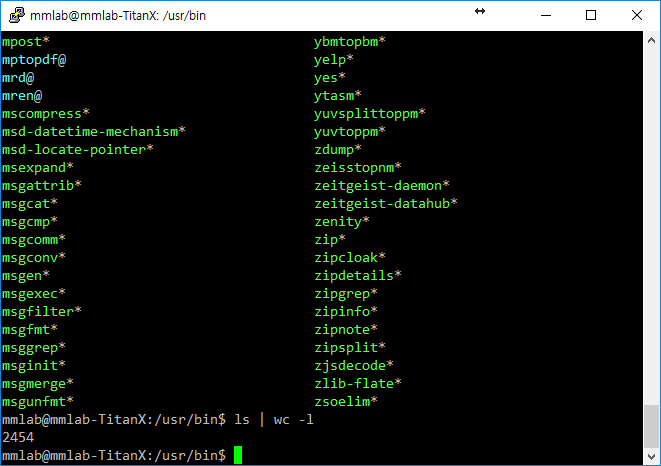 mmlab@mmlab-TitanX: /usr/bin
mpost* ybmtopbm*
mptopdf@ yelp*
mrd@ yes*
mren@ ytasm*
mscompress* yuvsplittoppm*
msd-datetime-mechanism* yuvtoppm*
msd-locate-pointer* zdump*
msexpand* zeisstopnm*
msgattrib* zeitgeist-daemon*
msgcat* zeitgeist-datahub*
msgcmp* zenity*
msgcomm* zip*
msgconv* zipcloak*
msgen* zipdetails*
msgexec* zipgrep*
msgfilter* zipinfo*
msgfmt* zipnote*
msggrep* zipsplit*
msginit* zjsdecode*
msgmerge* zlib-flate*
msgunfmt* zsoelim*
mmlab@mmlab-TitanX:/usr/bin$ ls | wc -l
2454
mmlab@mmlab-TitanX:/usr/bin$